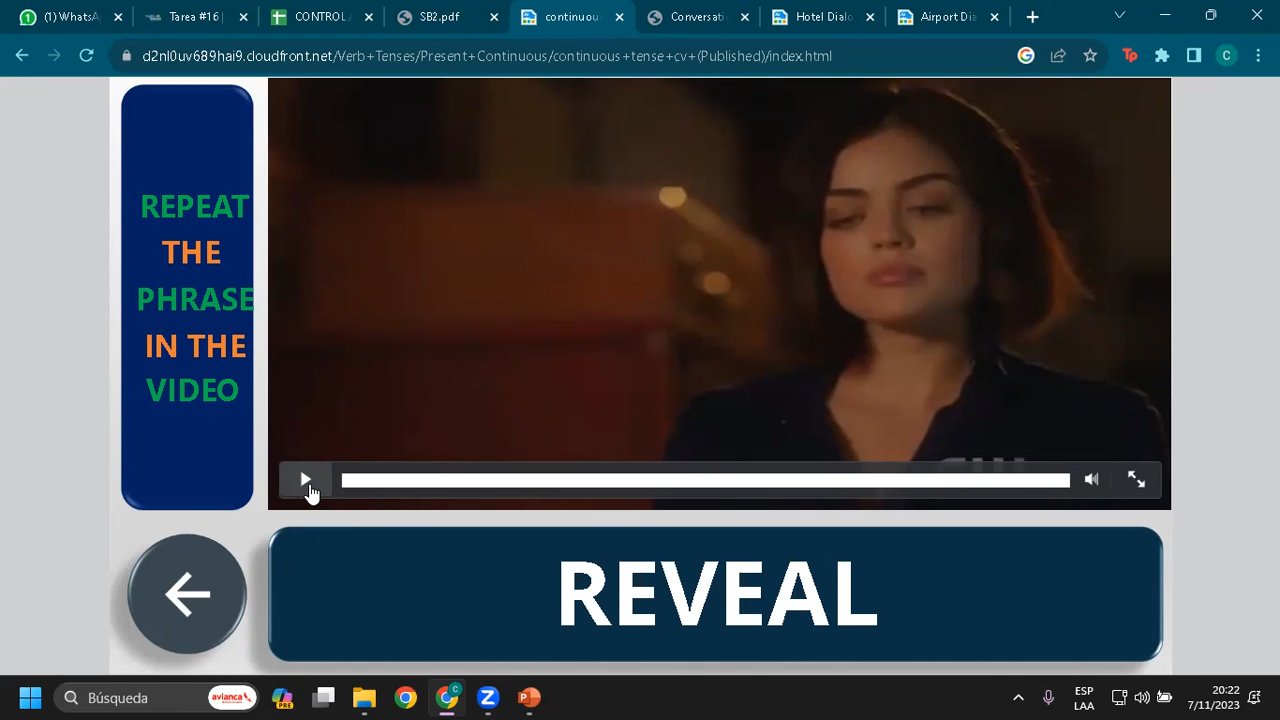 (1) WhatsA
Tarea #16
CONTROL A
SB2.pdf
continuou
Conversati
Hotel Dialo
Airport Dia
d2nl0uv689hai9.cloudfront.net/Verb+Tenses/Present+Continuous/continuous+tense+cv+(Published)/index.html
REPEAT
THE
PHRASE
IN THE
VIDEO
CW
REVEAL
Búsqueda
avianca
PRE
LAA
20:22
7/11/2023